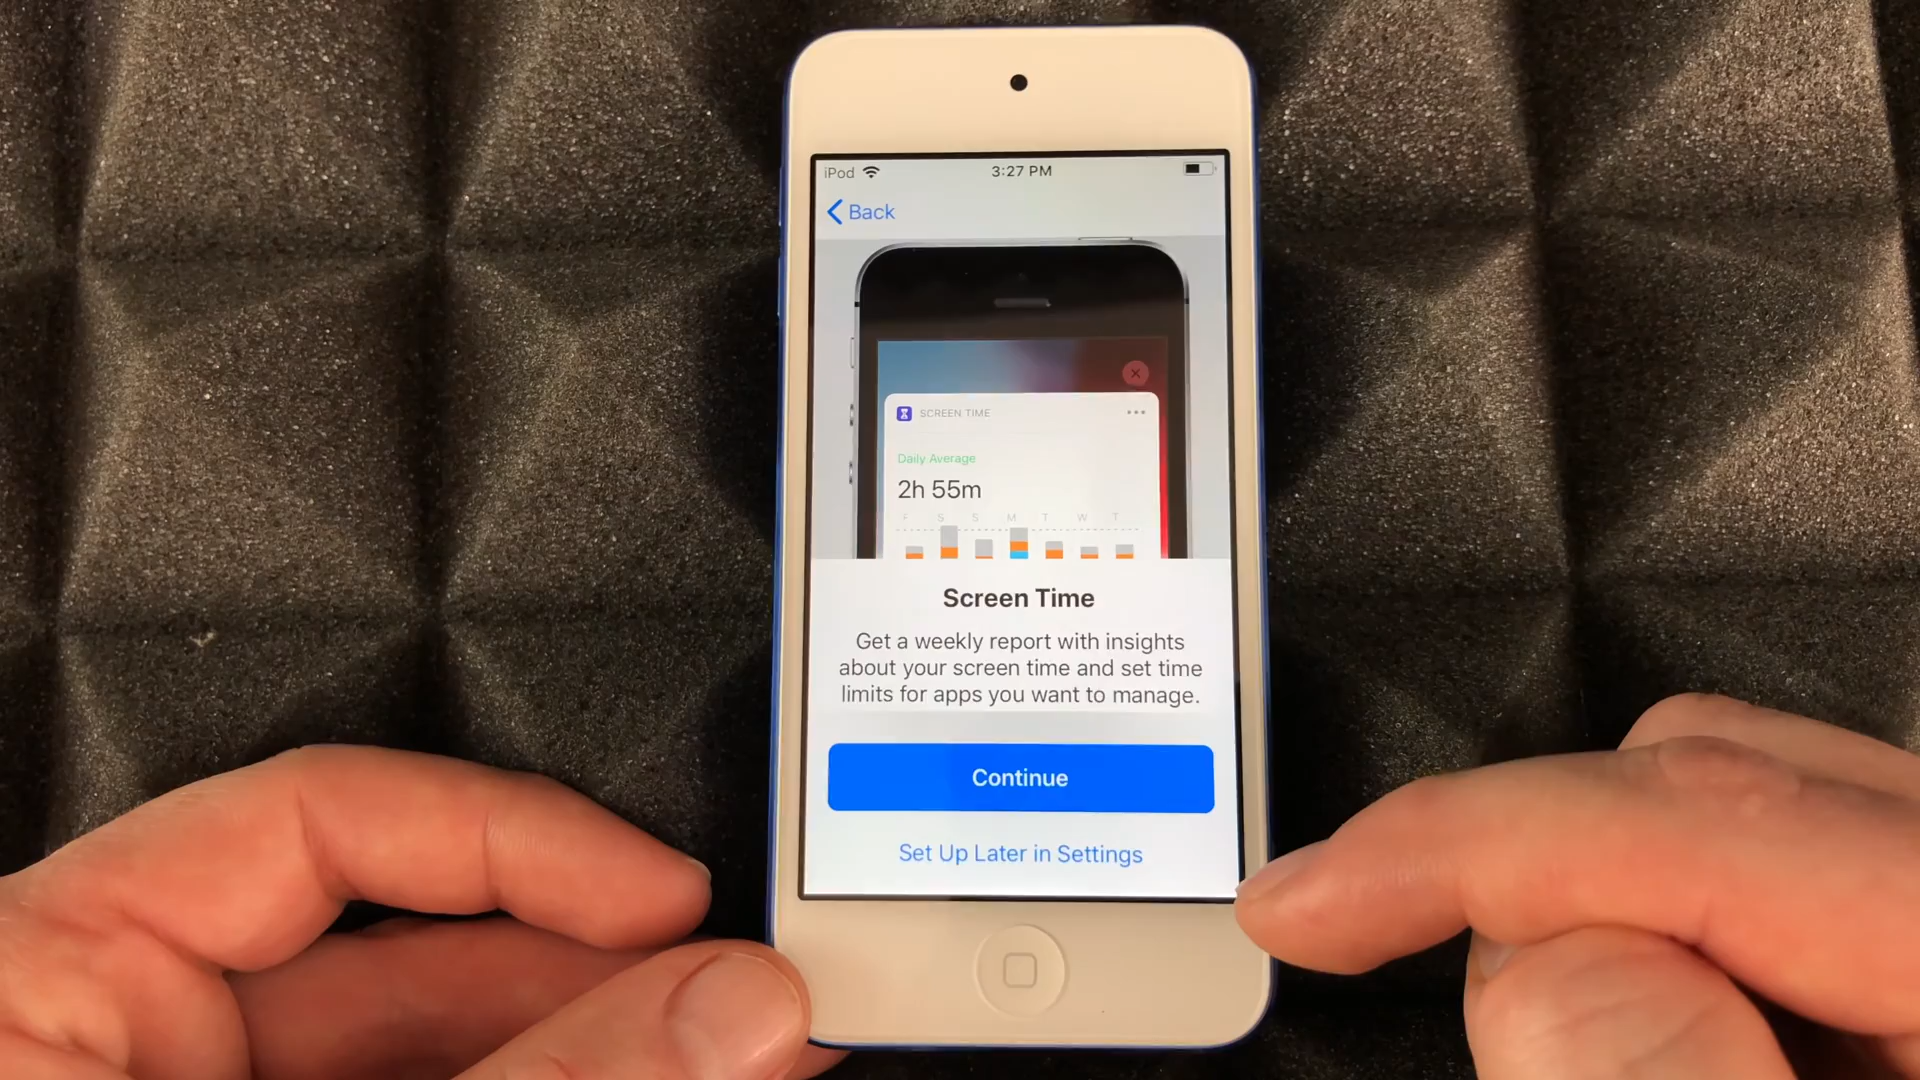 iPod 3:27 PM
Back
SCREEN TIME
Daily Average
2h 55m
F S S M T W T
Screen Time
Get a weekly report with insights
about your screen time and set time
limits for apps you want to manage.
Continue
Set Up Later in Settings